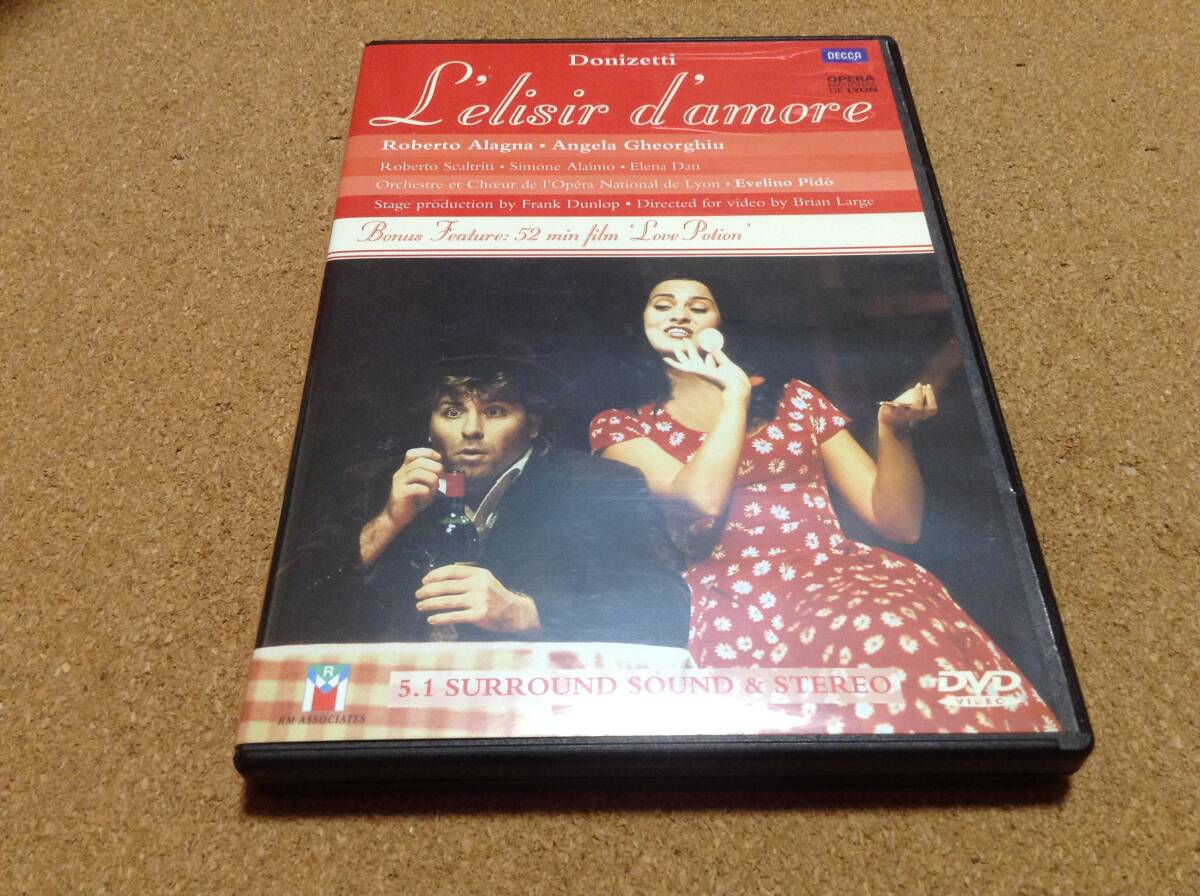 Donizetti
DECCA
L'elisir d'amore
OPERA
NATIONAL
DE LYON
Roberto Alagna • Angela Gheorghiu
Roberto Scaltriti • Simone Alaimo • Elena Dan
Orchestre et Chœur de l'Opéra National de Lyon • Evelino Pidò
Stage production by Frank Dunlop • Directed for video by Brian Large
Bonus Feature: 52 min film 'Love Potion'
R
M
RM ASSOCIATES
5.1 SURROUND SOUND & STEREO
DVD
VIDEO